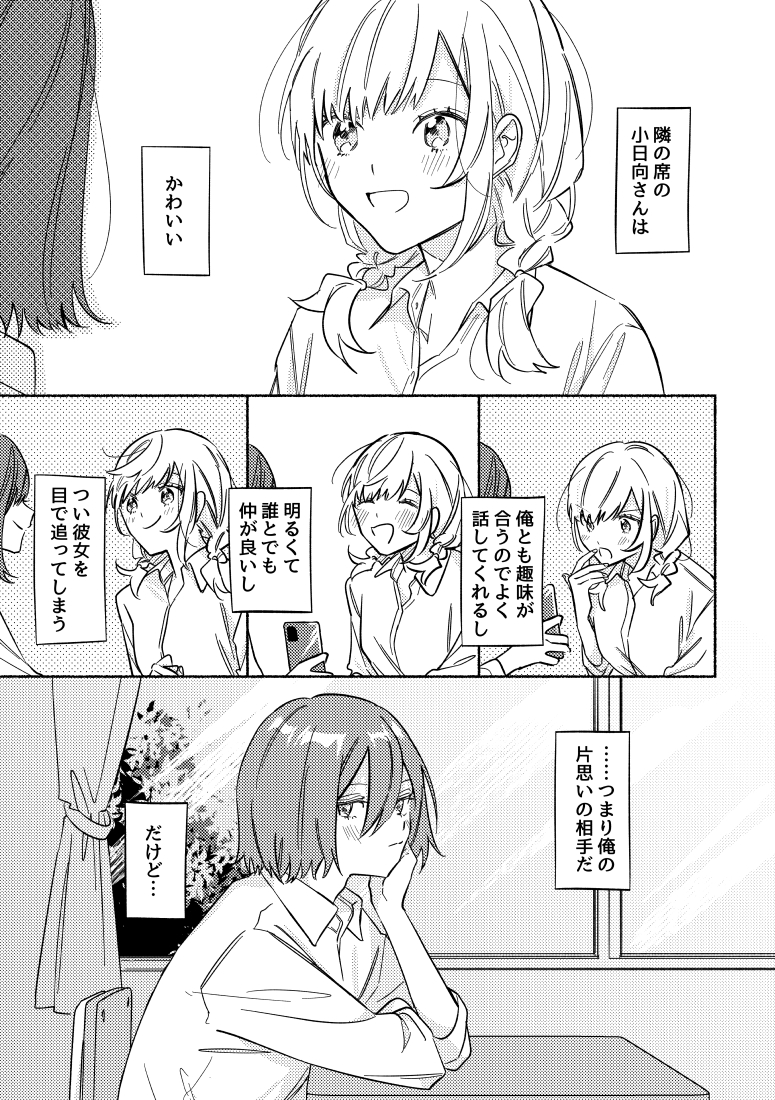 隣の席の
小日向さんは
かわいい
俺とも趣味が
合うのでよく
話してくれるし
明るくて
誰とでも
仲が良いし
つい彼女を
目で追ってしまう
……つまり俺の
片思いの相手だ
だけど…